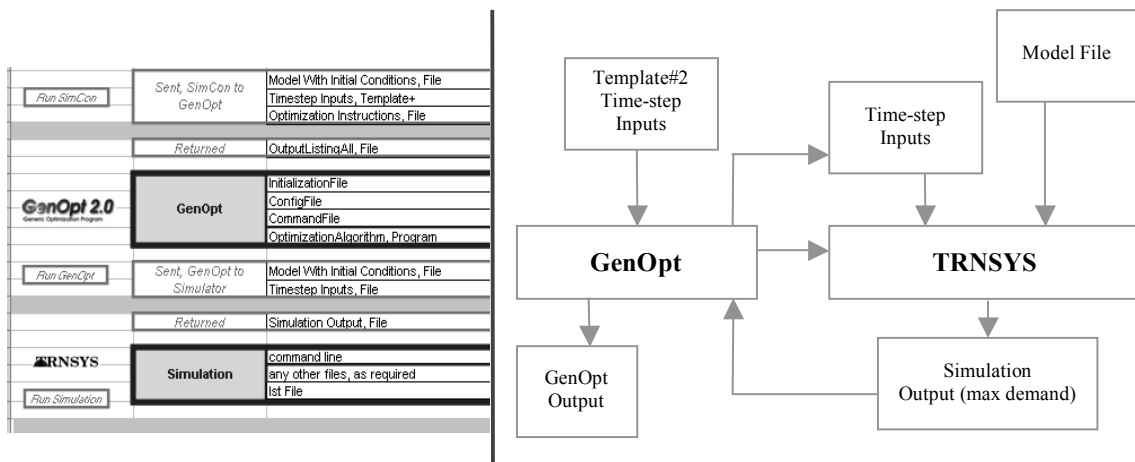 Run SimCon
Sent, SimCon to
GenOpt
Model With Initial Conditions, File
Timestep Inputs, Template+
Optimization Instructions, File
Returned
OutputListingAll, File
GenOpt 2.0
Generic Optimization Program
GenOpt
InitializationFile
ConfigFile
CommandFile
OptimizationAlgorithm, Program
Run GenOpt
Sent, GenOpt to
Simulator
Model With Initial Conditions, File
Timestep Inputs, File
Returned
Simulation Output, File
TRNSYS
Run Simulation
Simulation
command line
any other files, as required
lst File
Template#2
Time-step
Inputs
Time-step
Inputs
Model File
GenOpt
TRNSYS
GenOpt
Output
Simulation
Output (max demand)